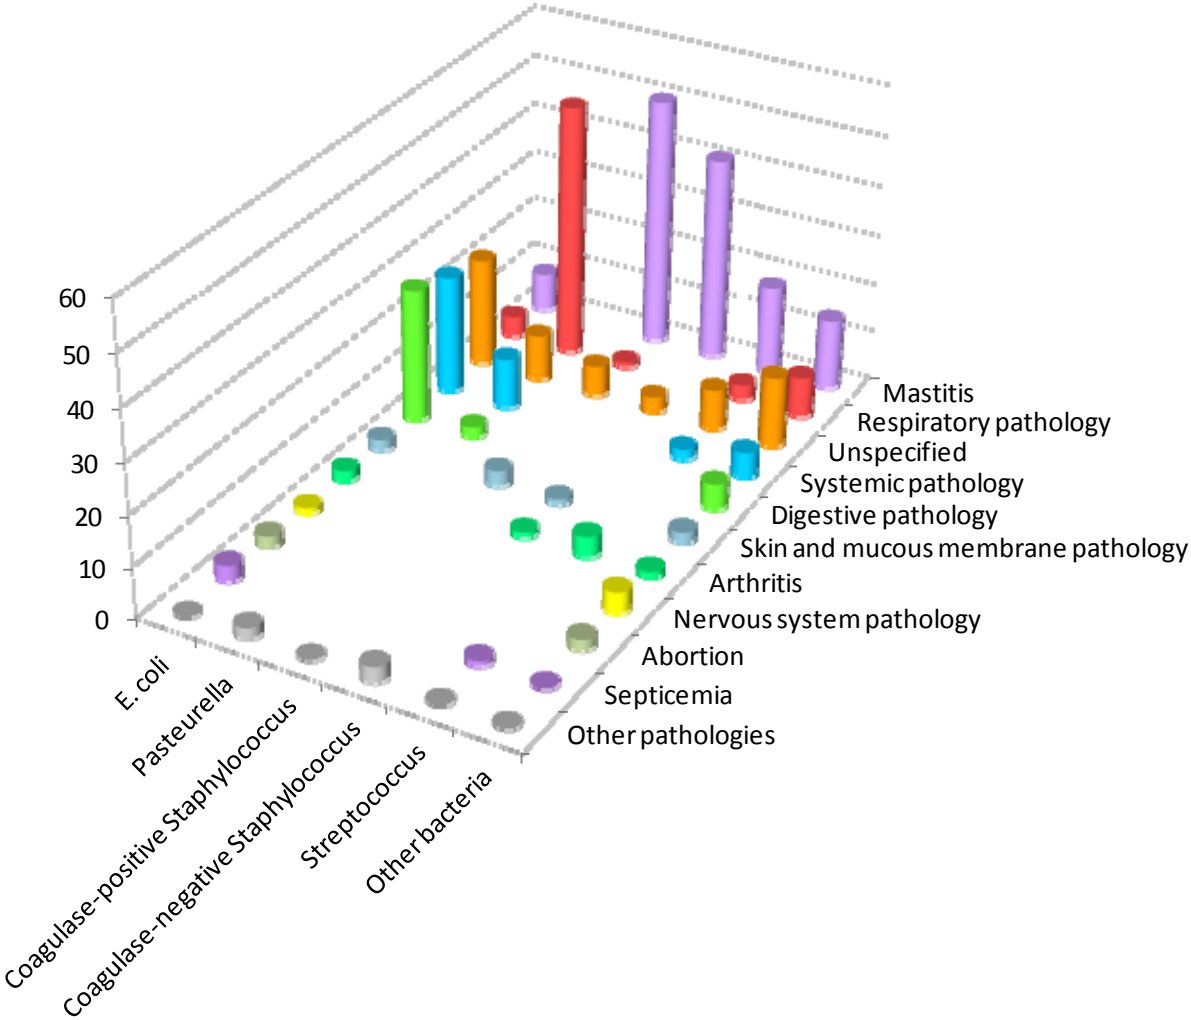 60
50
40
30
20
10
0
Mastitis
Respiratory pathology
Unspecified
Systemic pathology
Digestive pathology
Skin and mucous membrane pathology
Arthritis
Nervous system pathology
Abortion
Septicemia
Other pathologies
E. coli
Pasteurella
Coagulase-positive Staphylococcus
Coagulase-negative Staphylococcus
Streptococcus
Other bacteria